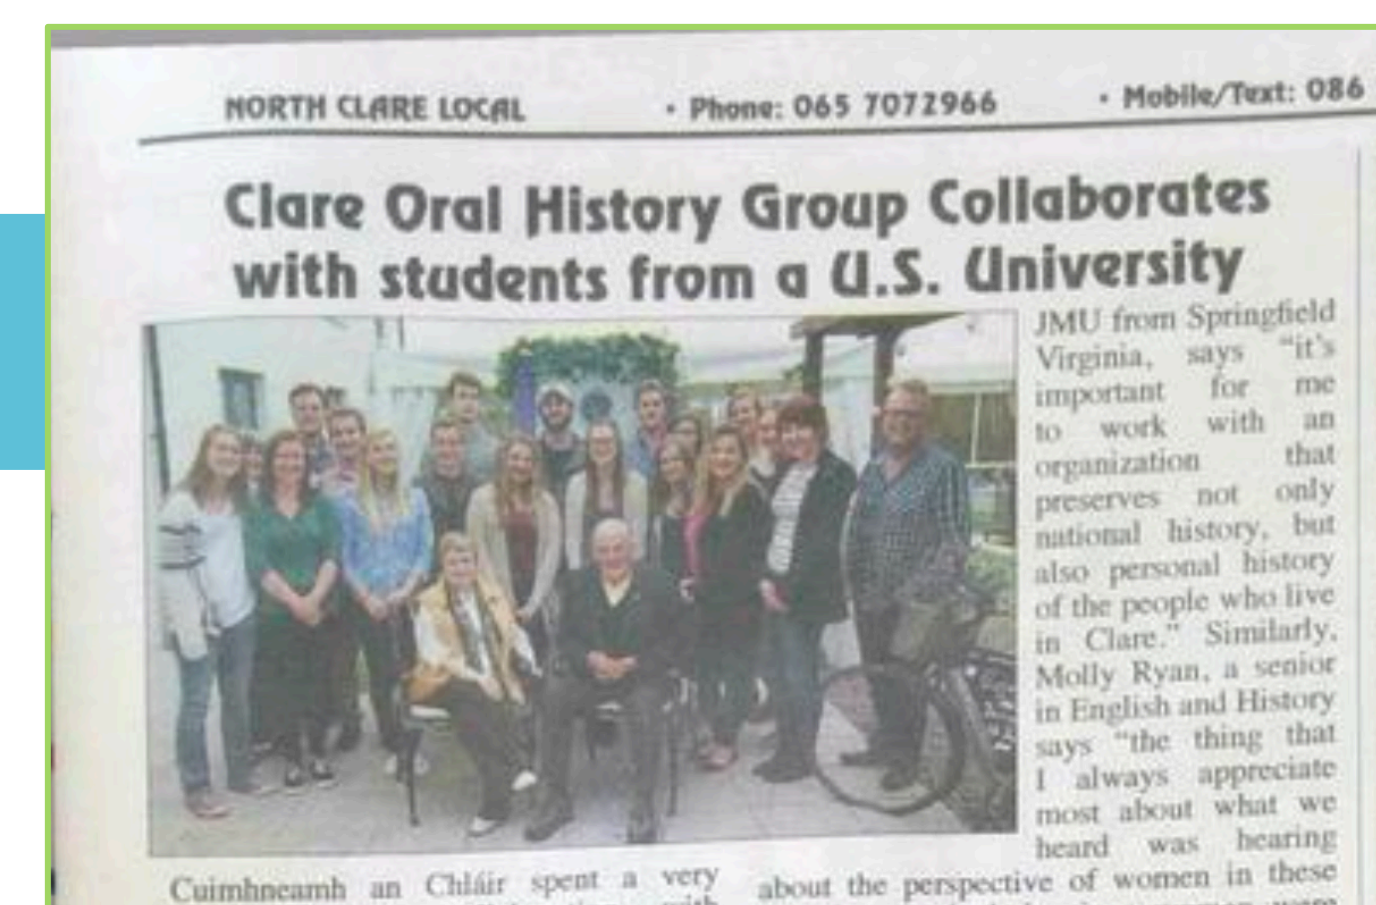 NORTH CLARE LOCAL • Phone: 065 7072966 • Mobile/Text: 086
Clare Oral History Group Collaborates
with students from a U.S. University
JMU from Springfield
Virginia, says "it's
important for me
to work with an
organization that
preserves not only
national history, but
also personal history
of the people who live
in Clare." Similarly,
Molly Ryan, a senior
in English and History
says "the thing that
I always appreciate
most about what we
heard was hearing
about the perspective of women in these
women were
Cuimhneamh an Chláir spent a very
with